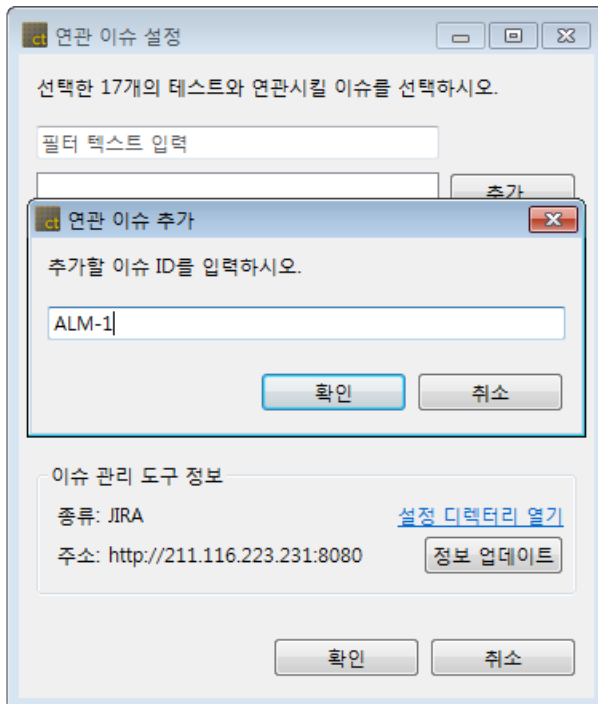 ct 연관 이슈 설정
선택한 17개의 테스트와 연관시킬 이슈를 선택하시오.
필터 텍스트 입력
추가
ct 연관 이슈 추가
추가할 이슈 ID를 입력하시오.
ALM-1
확인 취소
이슈 관리 도구 정보
종류: JIRA 설정 디렉터리 열기
주소: http://211.116.223.231:8080 정보 업데이트
확인 취소